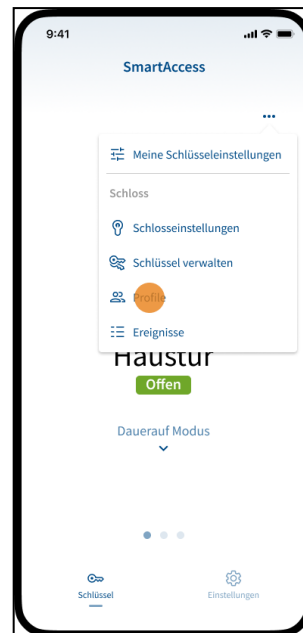 9:41
SmartAccess
Meine Schlüsseleinstellungen
Schloss
Schlosseinstellungen
Schlüssel verwalten
Profile
Ereignisse
Haustür
Offen
Dauerauf Modus
Schlüssel
Einstellungen